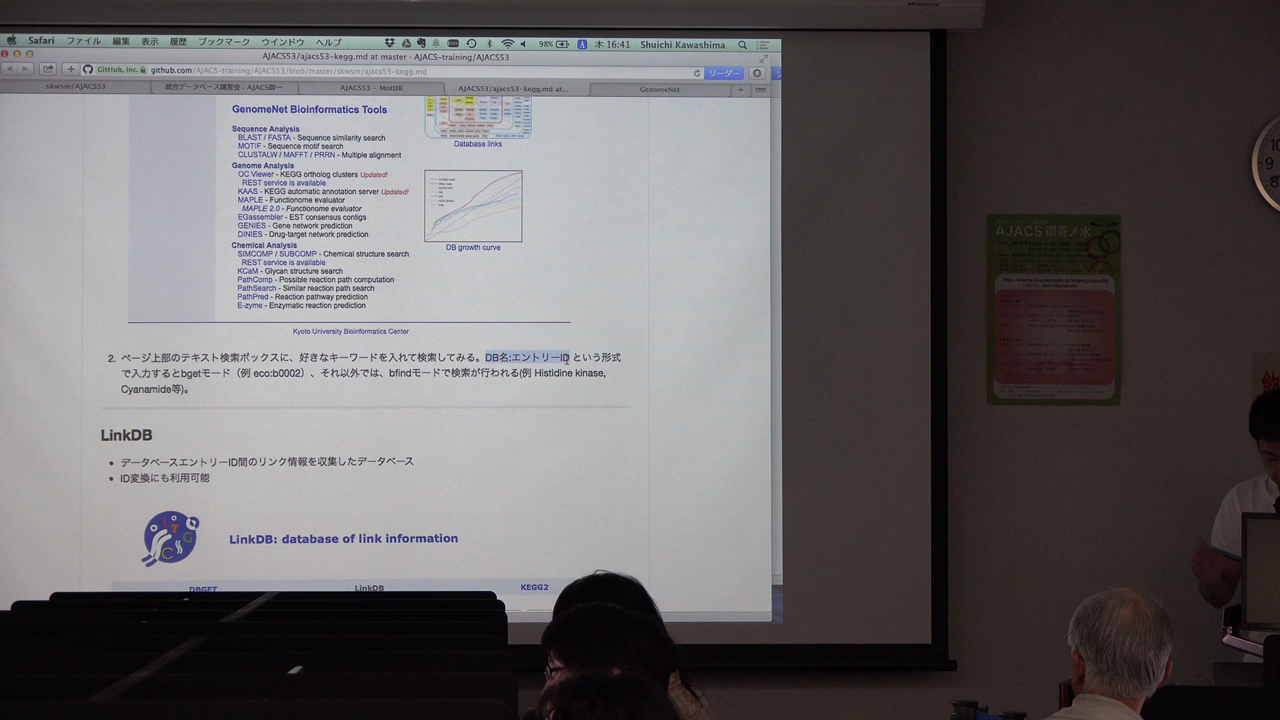 Safari ファイル 編集 表示 履歴 ブックマーク ウインドウ ヘルプ 98% 木 16:41 Shuichi Kawashima
AJACS53/ajacs53-kegg.md at master · AJACS-training/AJACS53
GitHub, Inc. github.com/AJACS-training/AJACS53/blob/master/skwsm/ajacs53-kegg.md リーダー
skwsm/AJACS53 統合データベース講習会：AJACS御… AJACS53 – MotDB AJACS53/ajacs53-kegg.md at… GenomeNet
GenomeNet Bioinformatics Tools
Sequence Analysis
BLAST / FASTA - Sequence similarity search
MOTIF - Sequence motif search
CLUSTALW / MAFFT / PRRN - Multiple alignment
Genome Analysis
OC Viewer - KEGG ortholog clusters Updated!
REST service is available
KAAS - KEGG automatic annotation server Updated!
MAPLE - Functionome evaluator
MAPLE 2.0 - Functionome evaluator
EGassembler - EST consensus contigs
GENIES - Gene network prediction
DINIES - Drug-target network prediction
Chemical Analysis
SIMCOMP / SUBCOMP - Chemical structure search
REST service is available
KCaM - Glycan structure search
PathComp - Possible reaction path computation
PathSearch - Similar reaction path search
PathPred - Reaction pathway prediction
E-zyme - Enzymatic reaction prediction
Database links
DB growth curve
Kyoto University Bioinformatics Center
2. ページ上部のテキスト検索ボックスに、好きなキーワードを入れて検索してみる。DB名:エントリーID という形式
で入力するとbgetモード（例 eco:b0002）、それ以外では、bfindモードで検索が行われる(例 Histidine kinase,
Cyanamide等)。
LinkDB
• データベースエントリーID間のリンク情報を収集したデータベース
• ID変換にも利用可能
LinkDB: database of link information
DBGET LinkDB KEGG2
AJACS 御茶ノ水
10
9
8